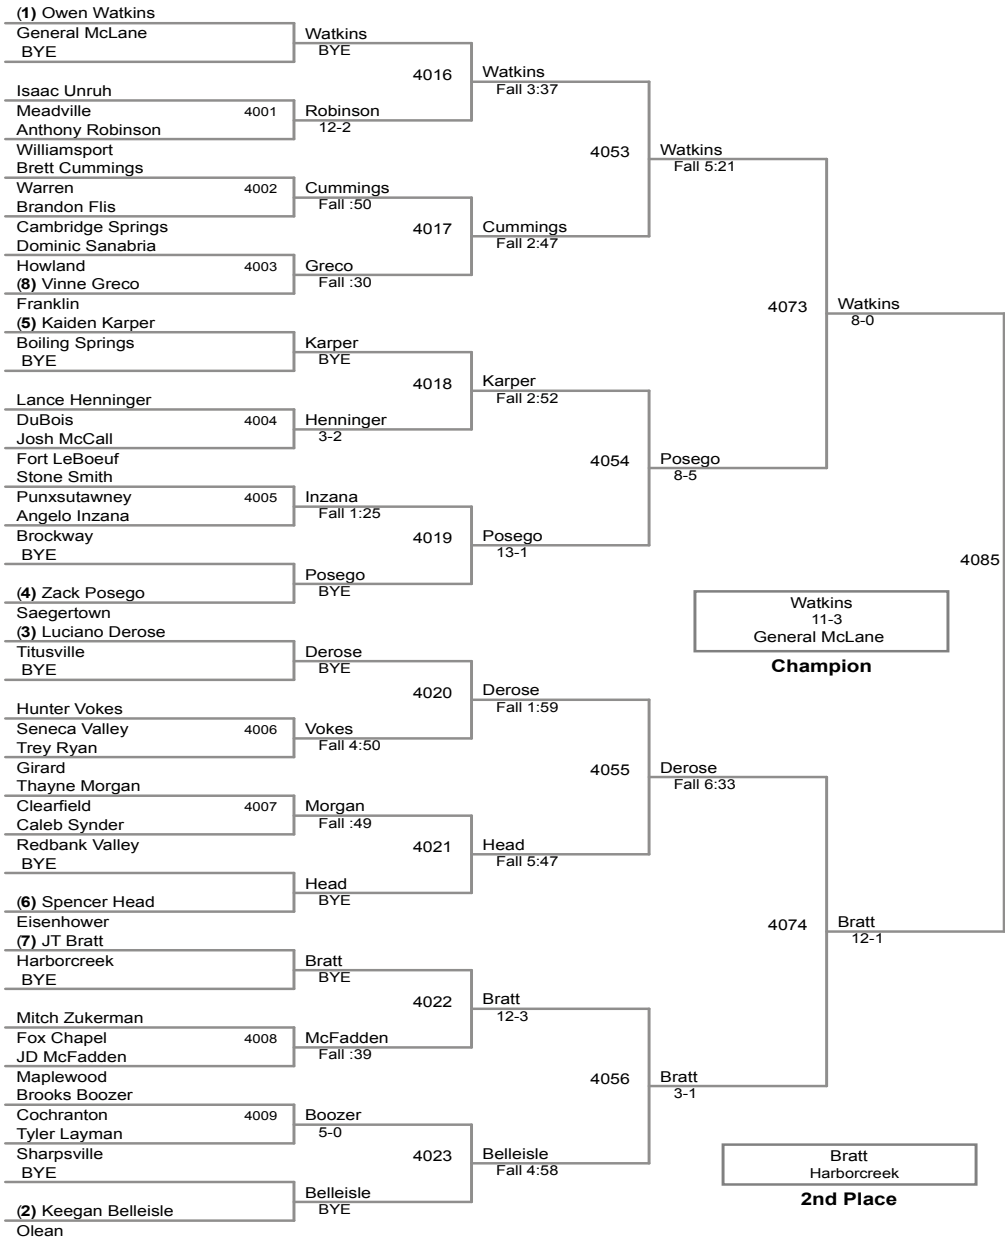 (1) Owen Watkins
General McLane
BYE
Isaac Unruh
Meadville
4001
Anthony Robinson
Williamsport
Brett Cummings
Warren
4002
Brandon Flis
Cambridge Springs
Dominic Sanabria
Howland
4003
(8) Vinne Greco
Franklin
(5) Kaiden Karper
Boiling Springs
BYE
Lance Henninger
DuBois
4004
Josh McCall
Fort LeBoeuf
Stone Smith
Punxsutawney
4005
Angelo Inzana
Brockway
BYE
(4) Zack Posego
Saegertown
(3) Luciano Derose
Titusville
BYE
Hunter Vokes
Seneca Valley
4006
Trey Ryan
Girard
Thayne Morgan
Clearfield
4007
Caleb Synder
Redbank Valley
BYE
(6) Spencer Head
Eisenhower
(7) JT Bratt
Harborcreek
BYE
Mitch Zukerman
Fox Chapel
4008
JD McFadden
Maplewood
Brooks Boozer
Cochranton
4009
Tyler Layman
Sharpsville
BYE
(2) Keegan Belleisle
Olean
Watkins
BYE
4016
Robinson
12-2
Cummings
Fall :50
4017
Greco
Fall :30
Karper
BYE
4018
Henninger
3-2
Inzana
Fall 1:25
4019
Posego
BYE
Derose
BYE
4020
Vokes
Fall 4:50
Morgan
Fall :49
4021
Head
BYE
Bratt
BYE
4022
McFadden
Fall :39
Boozer
5-0
4023
Belleisle
BYE
Watkins
Fall 3:37
4053
Cummings
Fall 2:47
Karper
Fall 2:52
4054
Posego
13-1
Derose
Fall 1:59
4055
Head
Fall 5:47
Bratt
12-3
4056
Belleisle
Fall 4:58
Watkins
Fall 5:21
4073
Posego
8-5
Derose
Fall 6:33
4074
Bratt
3-1
Watkins
8-0
4085
Bratt
12-1
Watkins
11-3
General McLane
Champion
Bratt
Harborcreek
2nd Place